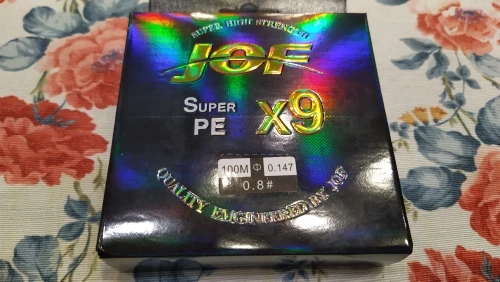 SUPER HIGH STRENGTH
JOF
SUPER PE X9
100M Φ 0.147
0.8#
QUALITY ENGINEERED BY JOF